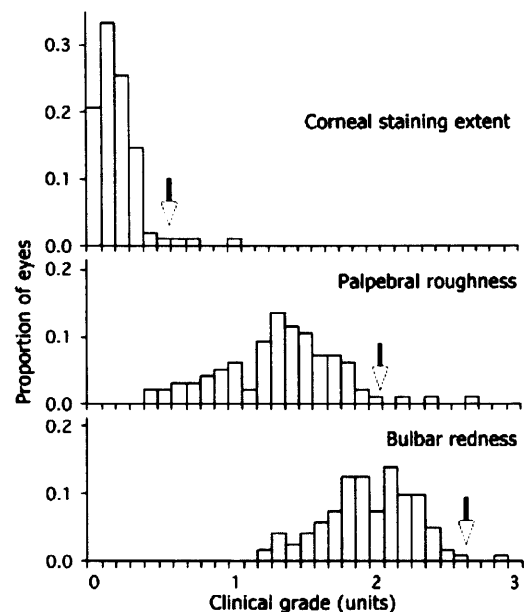 0.3
0.2
Corneal staining extent
0.1
0.0
Proportion of eyes
0.2
Palpebral roughness
0.1
0.0
0.2
Bulbar redness
0.1
0.0
0 1 2 3
Clinical grade (units)